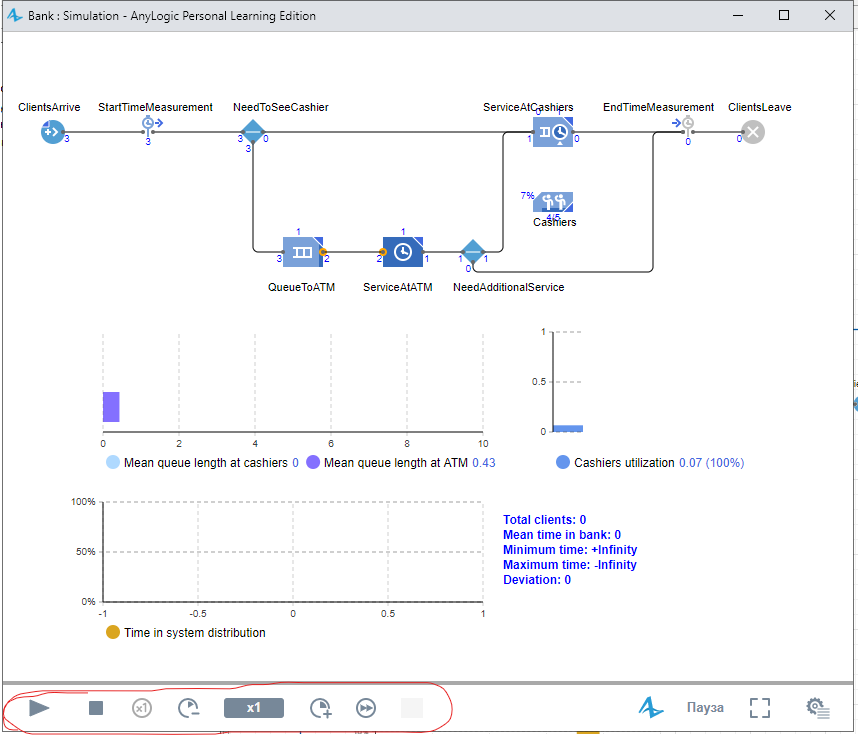 Bank : Simulation - AnyLogic Personal Learning Edition
ClientsArrive StartTimeMeasurement NeedToSeeCashier ServiceAtCashiers EndTimeMeasurement ClientsLeave
0
3 3 3 0 1 0 0 0
3
7%
4/5
Cashiers
1 1
3 2 2 1 1 1
0
QueueToATM ServiceAtATM NeedAdditionalService
1
0.5
0
0 2 4 6 8 10
Mean queue length at cashiers 0 Mean queue length at ATM 0.43 Cashiers utilization 0.07 (100%)
100%
50%
0%
-1 -0.5 0 0.5 1
Time in system distribution
Total clients: 0
Mean time in bank: 0
Minimum time: +Infinity
Maximum time: -Infinity
Deviation: 0
x1 x1 Пауза